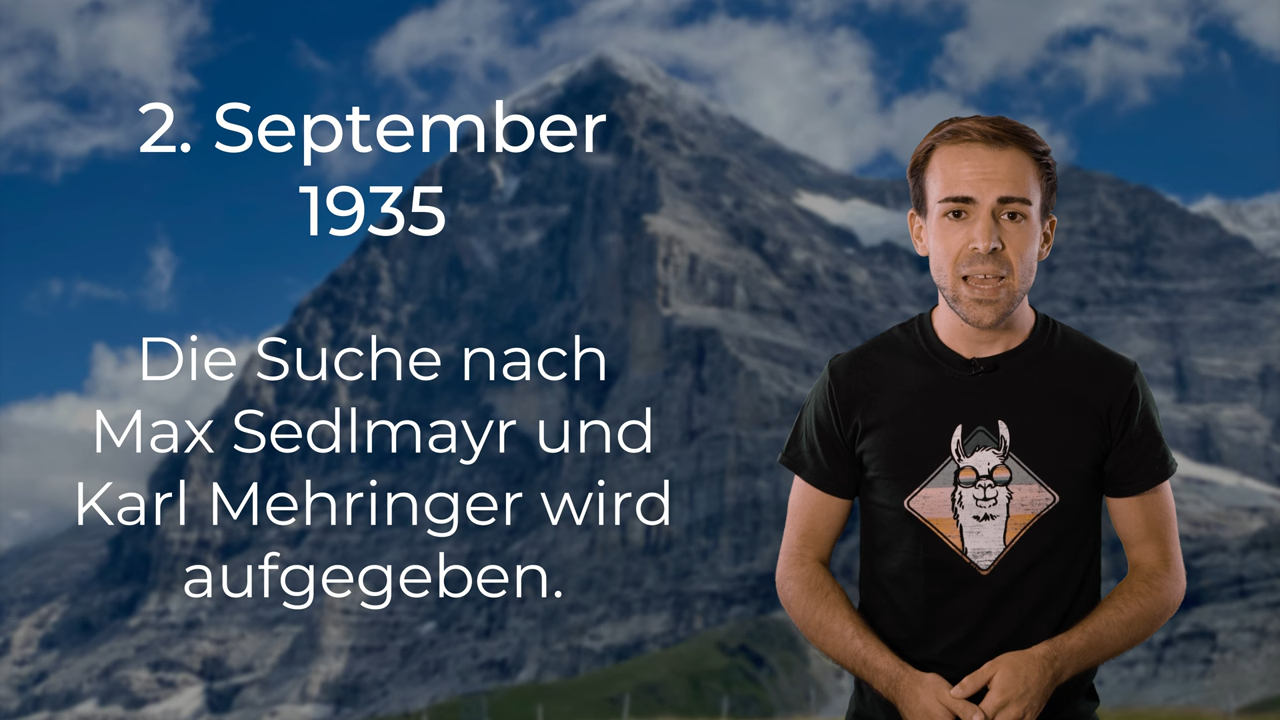 2. September
1935
Die Suche nach
Max Sedlmayr und
Karl Mehringer wird
aufgegeben.